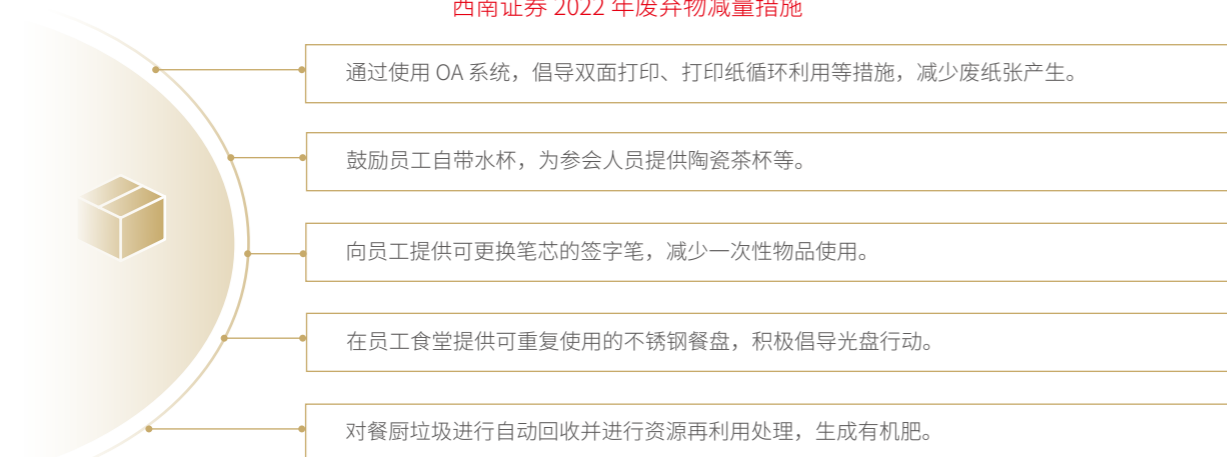 西南证券 2022 年废弃物减量措施
通过使用 OA 系统，倡导双面打印、打印纸循环利用等措施，减少废纸张产生。
鼓励员工自带水杯，为参会人员提供陶瓷茶杯等。
向员工提供可更换笔芯的签字笔，减少一次性物品使用。
在员工食堂提供可重复使用的不锈钢餐盘，积极倡导光盘行动。
对餐厨垃圾进行自动回收并进行资源再利用处理，生成有机肥。